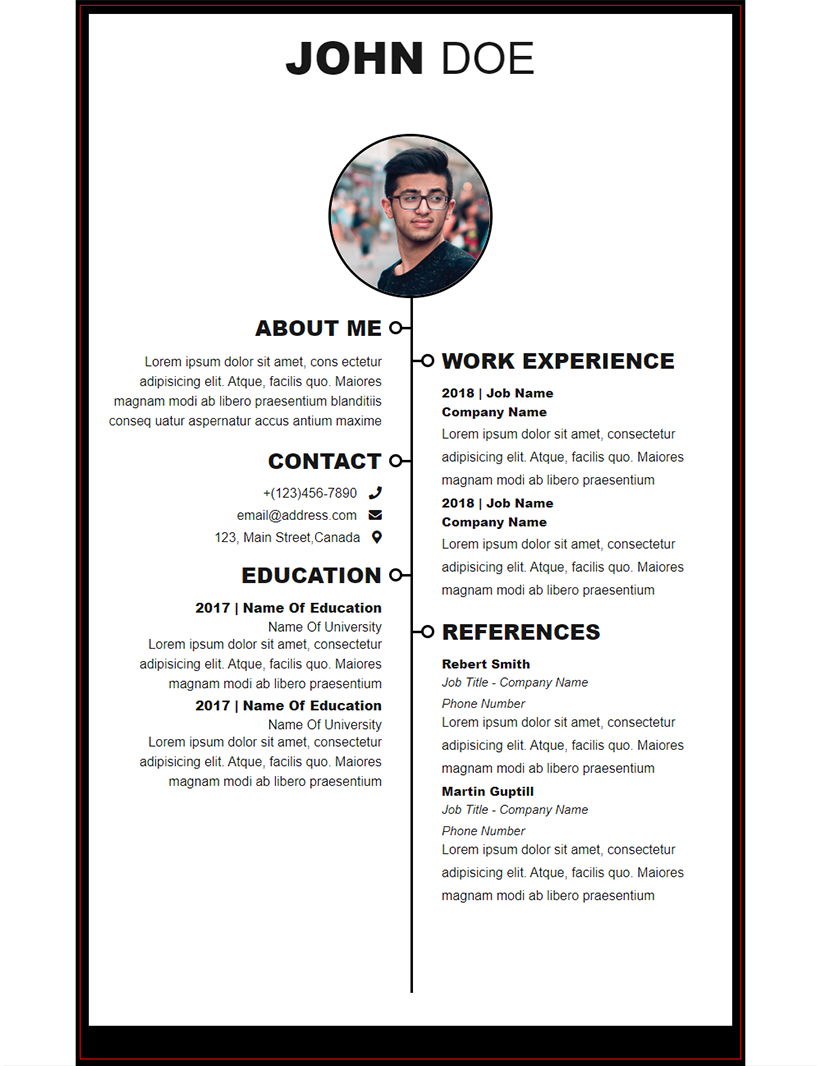 JOHN DOE
ABOUT ME
Lorem ipsum dolor sit amet, cons ectetur
adipisicing elit. Atque, facilis quo. Maiores
magnam modi ab libero praesentium blanditiis
conseq uatur aspernatur accus antium maxime
CONTACT
+(123)456-7890
email@address.com
123, Main Street,Canada
EDUCATION
2017 | Name Of Education
Name Of University
Lorem ipsum dolor sit amet, consectetur
adipisicing elit. Atque, facilis quo. Maiores
magnam modi ab libero praesentium
2017 | Name Of Education
Name Of University
Lorem ipsum dolor sit amet, consectetur
adipisicing elit. Atque, facilis quo. Maiores
magnam modi ab libero praesentium
WORK EXPERIENCE
2018 | Job Name
Company Name
Lorem ipsum dolor sit amet, consectetur
adipisicing elit. Atque, facilis quo. Maiores
magnam modi ab libero praesentium
2018 | Job Name
Company Name
Lorem ipsum dolor sit amet, consectetur
adipisicing elit. Atque, facilis quo. Maiores
magnam modi ab libero praesentium
REFERENCES
Rebert Smith
Job Title - Company Name
Phone Number
Lorem ipsum dolor sit amet, consectetur
adipisicing elit. Atque, facilis quo. Maiores
magnam modi ab libero praesentium
Martin Guptill
Job Title - Company Name
Phone Number
Lorem ipsum dolor sit amet, consectetur
adipisicing elit. Atque, facilis quo. Maiores
magnam modi ab libero praesentium